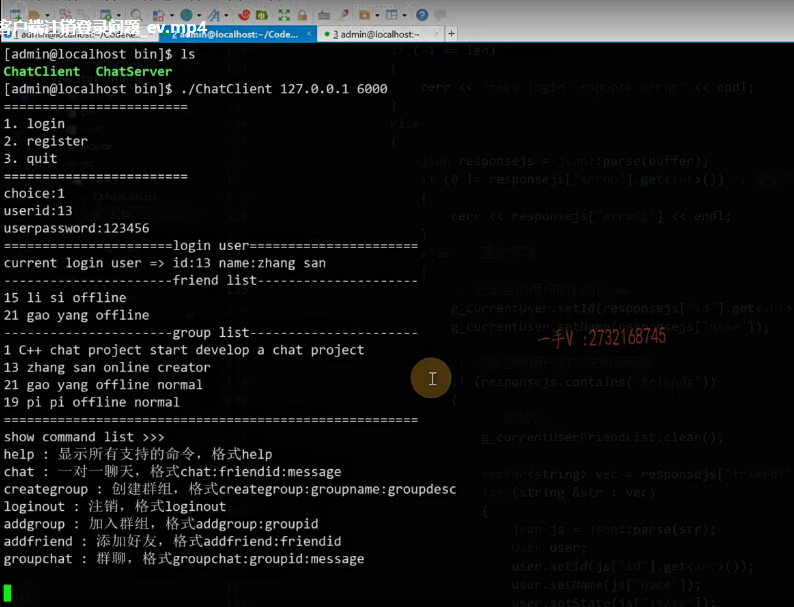 客户端注销登录问题_ev.mp4
2 admin@localhost:~/Code...
3 admin@localhost:~
[admin@localhost bin]$ ls
ChatClient ChatServer
[admin@localhost bin]$ ./ChatClient 127.0.0.1 6000
========================
1. login
2. register
3. quit
========================
choice:1
userid:13
userpassword:123456
======================login user======================
current login user => id:13 name:zhang san
----------------------friend list---------------------
15 li si offline
21 gao yang offline
----------------------group list----------------------
1 C++ chat project start develop a chat project
13 zhang san online creator
21 gao yang offline normal
19 pi pi offline normal
======================================================
show command list >>>
help : 显示所有支持的命令，格式help
chat : 一对一聊天，格式chat:friendid:message
creategroup : 创建群组，格式creategroup:groupname:groupdesc
loginout : 注销，格式loginout
addgroup : 加入群组，格式addgroup:groupid
addfriend : 添加好友，格式addfriend:friendid
groupchat : 群聊，格式groupchat:groupid:message
if (-1 == len)
{
cerr << "recv login response error" << endl;
}
else
{
json responsejs = json::parse(buffer);
if (0 != responsejs["errno"].get<int>()) //
{
cerr << responsejs["errmsg"] << endl;
}
else
{
g_currentUser.setId(responsejs["id"].get<int>
g_currentUser.setName(responsejs["name"]);
一手V :2732168745
if (responsejs.contains("friends"))
{
g_currentUserFriendList.clear();
vector<string> vec = responsejs["friends"
for (string &str : vec)
{
json js = json::parse(str);
User user;
user.setId(js["id"].get<int>());
user.setName(js["name"]);
user.setState(js["state"]);